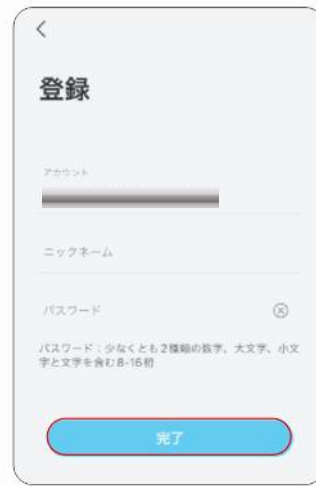 登録
アカウント
ニックネーム
パスワード
パスワード：少なくとも2種類の数字、大文字、小文
字と文字を含む8-16桁
完了